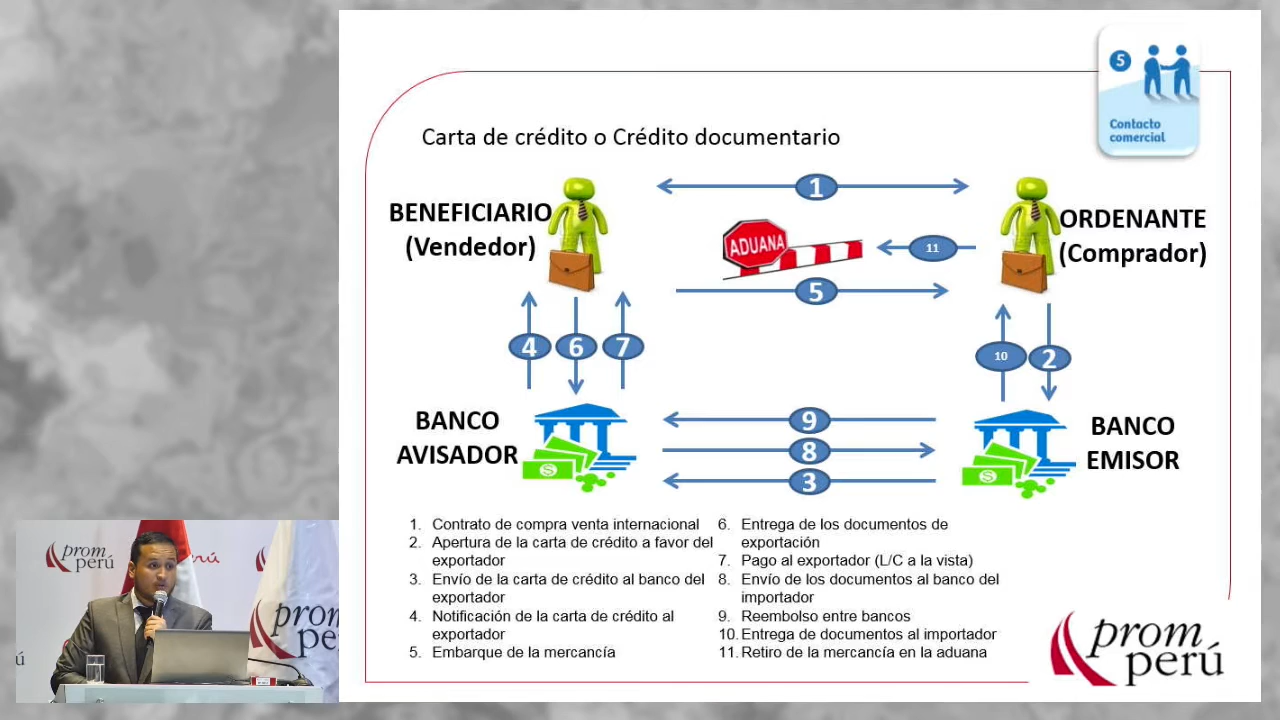 5
Contacto
comercial
Carta de crédito o Crédito documentario
1
BENEFICIARIO
(Vendedor)
ADUANA
11
ORDENANTE
(Comprador)
5
4
6
7
10
2
BANCO
AVISADOR
9
8
3
BANCO
EMISOR
$
$
1. Contrato de compra venta internacional
2. Apertura de la carta de crédito a favor del
exportador
3. Envío de la carta de crédito al banco del
exportador
4. Notificación de la carta de crédito al
exportador
5. Embarque de la mercancía
6. Entrega de los documentos de
exportación
7. Pago al exportador (L/C a la vista)
8. Envío de los documentos al banco del
importador
9. Reembolso entre bancos
10. Entrega de documentos al importador
11. Retiro de la mercancía en la aduana
prom
perú
prom
perú
prom
perú